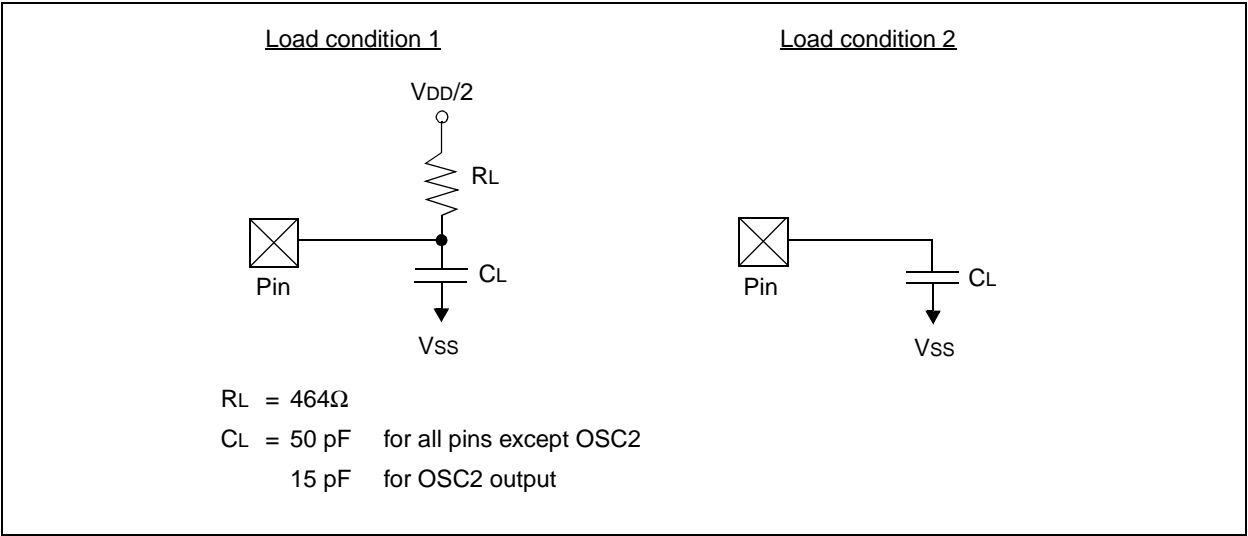 Load condition 1
VDD/2
RL
Pin
CL
VSS
Load condition 2
Pin
CL
VSS
RL = 464Ω
CL = 50 pF for all pins except OSC2
15 pF for OSC2 output